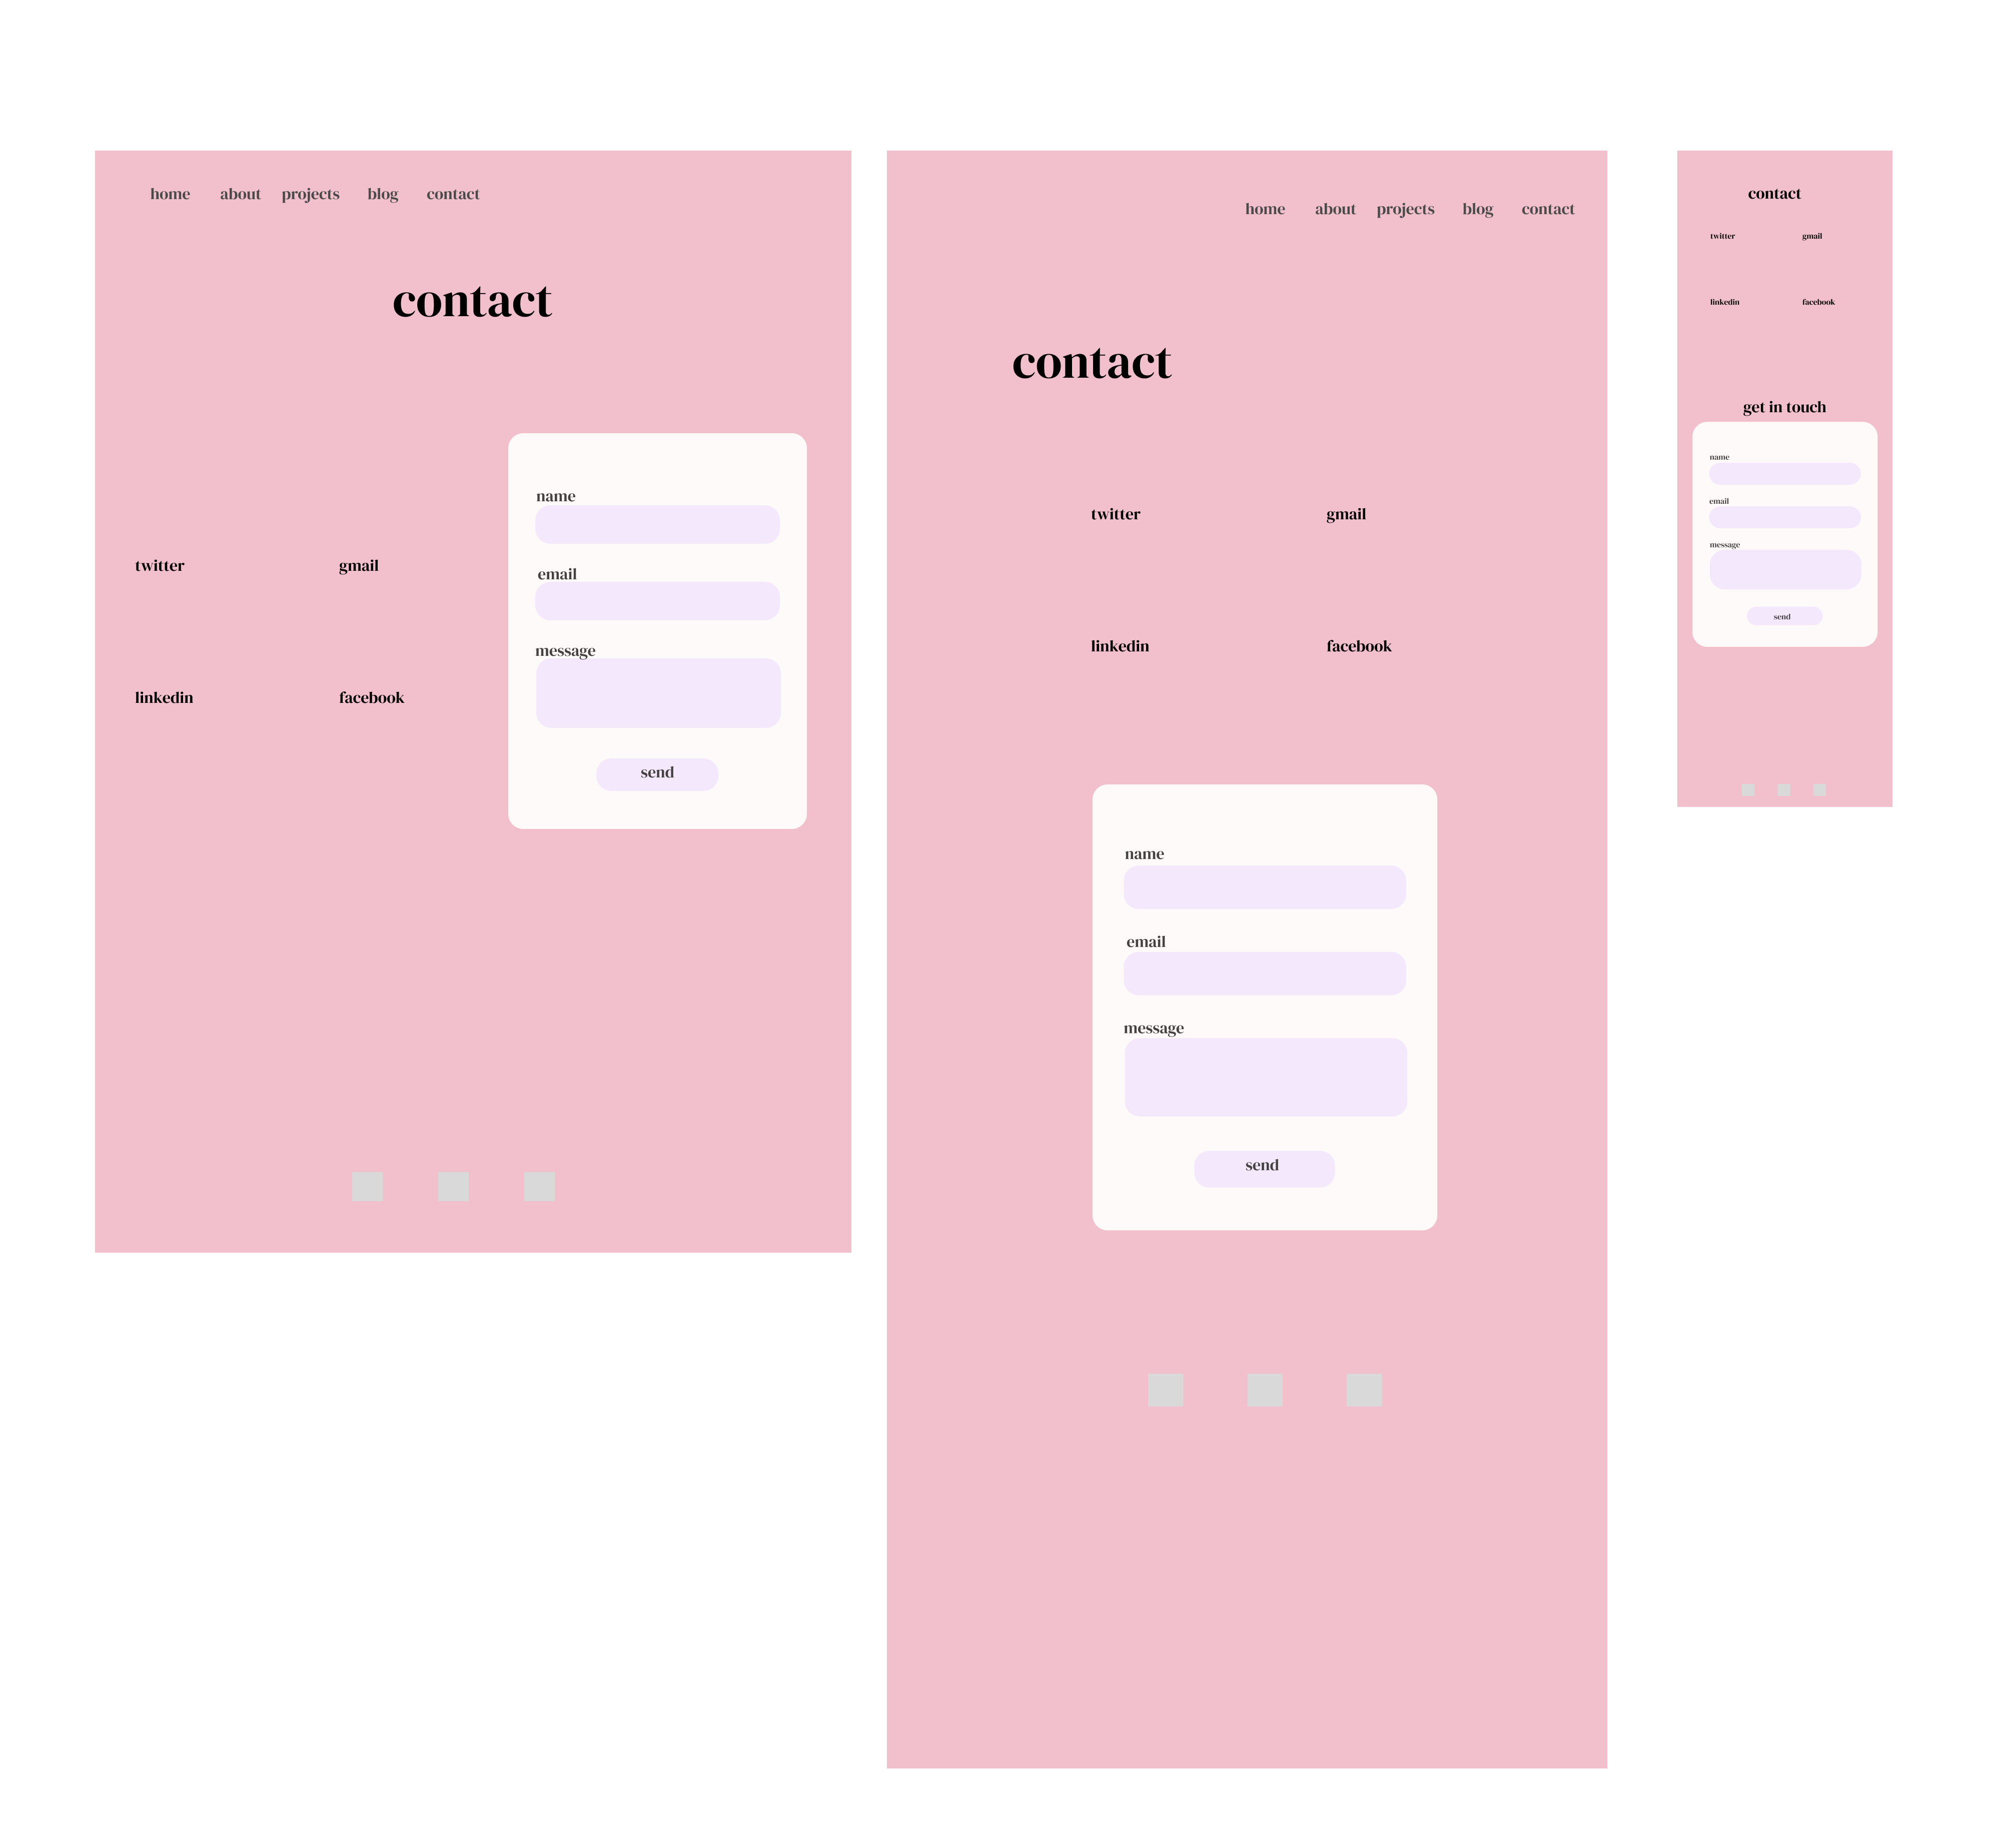 home about projects blog contact
contact
twitter gmail
linkedin facebook
name
email
message
send
home about projects blog contact
contact
twitter gmail
linkedin facebook
name
email
message
send
contact
twitter gmail
linkedin facebook
get in touch
name
email
message
send